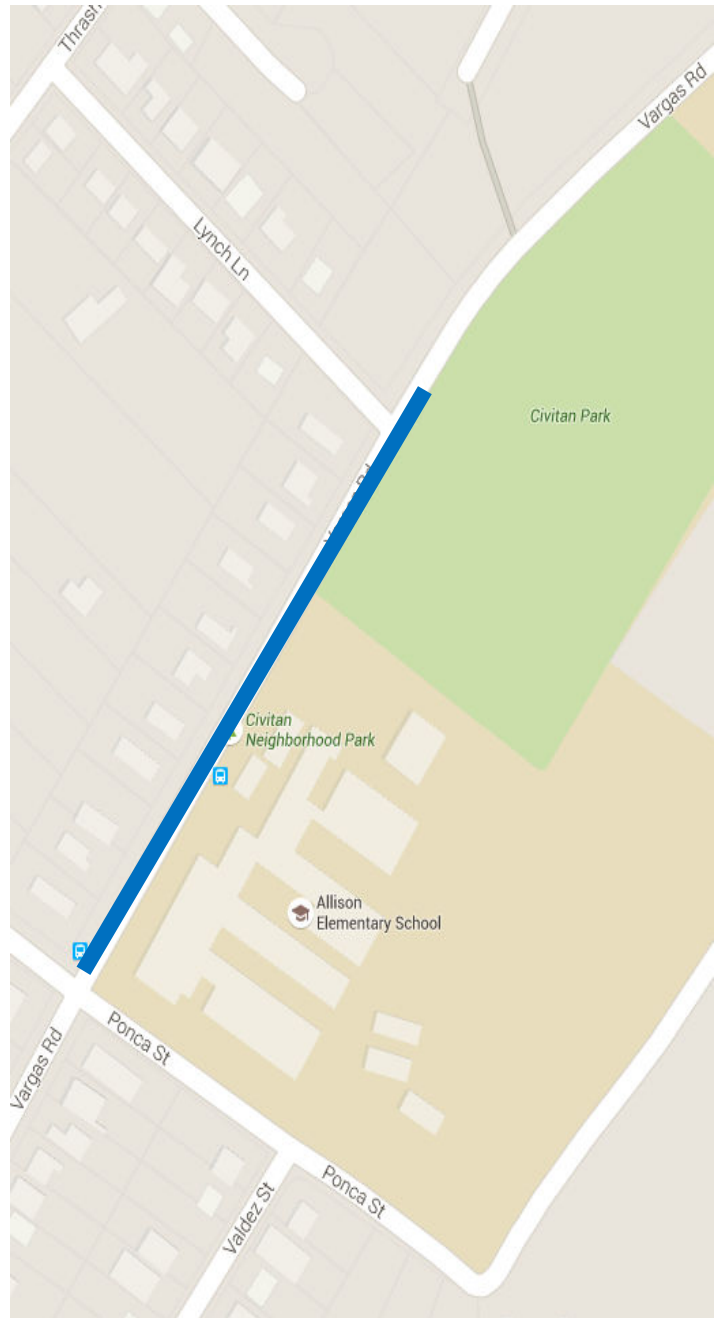 Thrash
Vargas Rd
Lynch Ln
Civitan Park
Civitan
Neighborhood Park
Allison
Elementary School
Vargas Rd
Ponca St
Ponca St
Valdez St